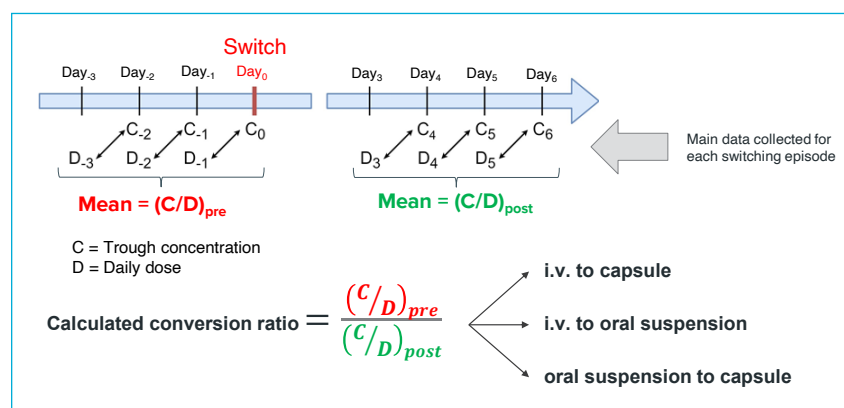 Switch
Day-3 Day-2 Day-1 Day0 Day3 Day4 Day5 Day6
C-2 C-1 C0 C4 C5 C6
D-3 D-2 D-1 D3 D4 D5
Main data collected for
each switching episode
Mean = (C/D)pre Mean = (C/D)post
C = Trough concentration
D = Daily dose
i.v. to capsule
Calculated conversion ratio = (C/D)pre
(C/D)post
i.v. to oral suspension
oral suspension to capsule